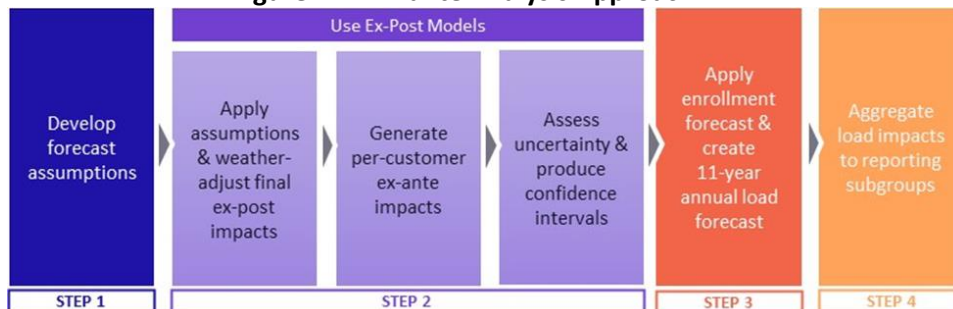 Use Ex-Post Models
Develop
forecast
assumptions
Apply
assumptions
& weather-
adjust final
ex-post
impacts
Generate
per-customer
ex-ante
impacts
Assess
uncertainty &
produce
confidence
intervals
Apply
enrollment
forecast &
create
11-year
annual load
forecast
Aggregate
load impacts
to reporting
subgroups
STEP 1
STEP 2
STEP 3
STEP 4